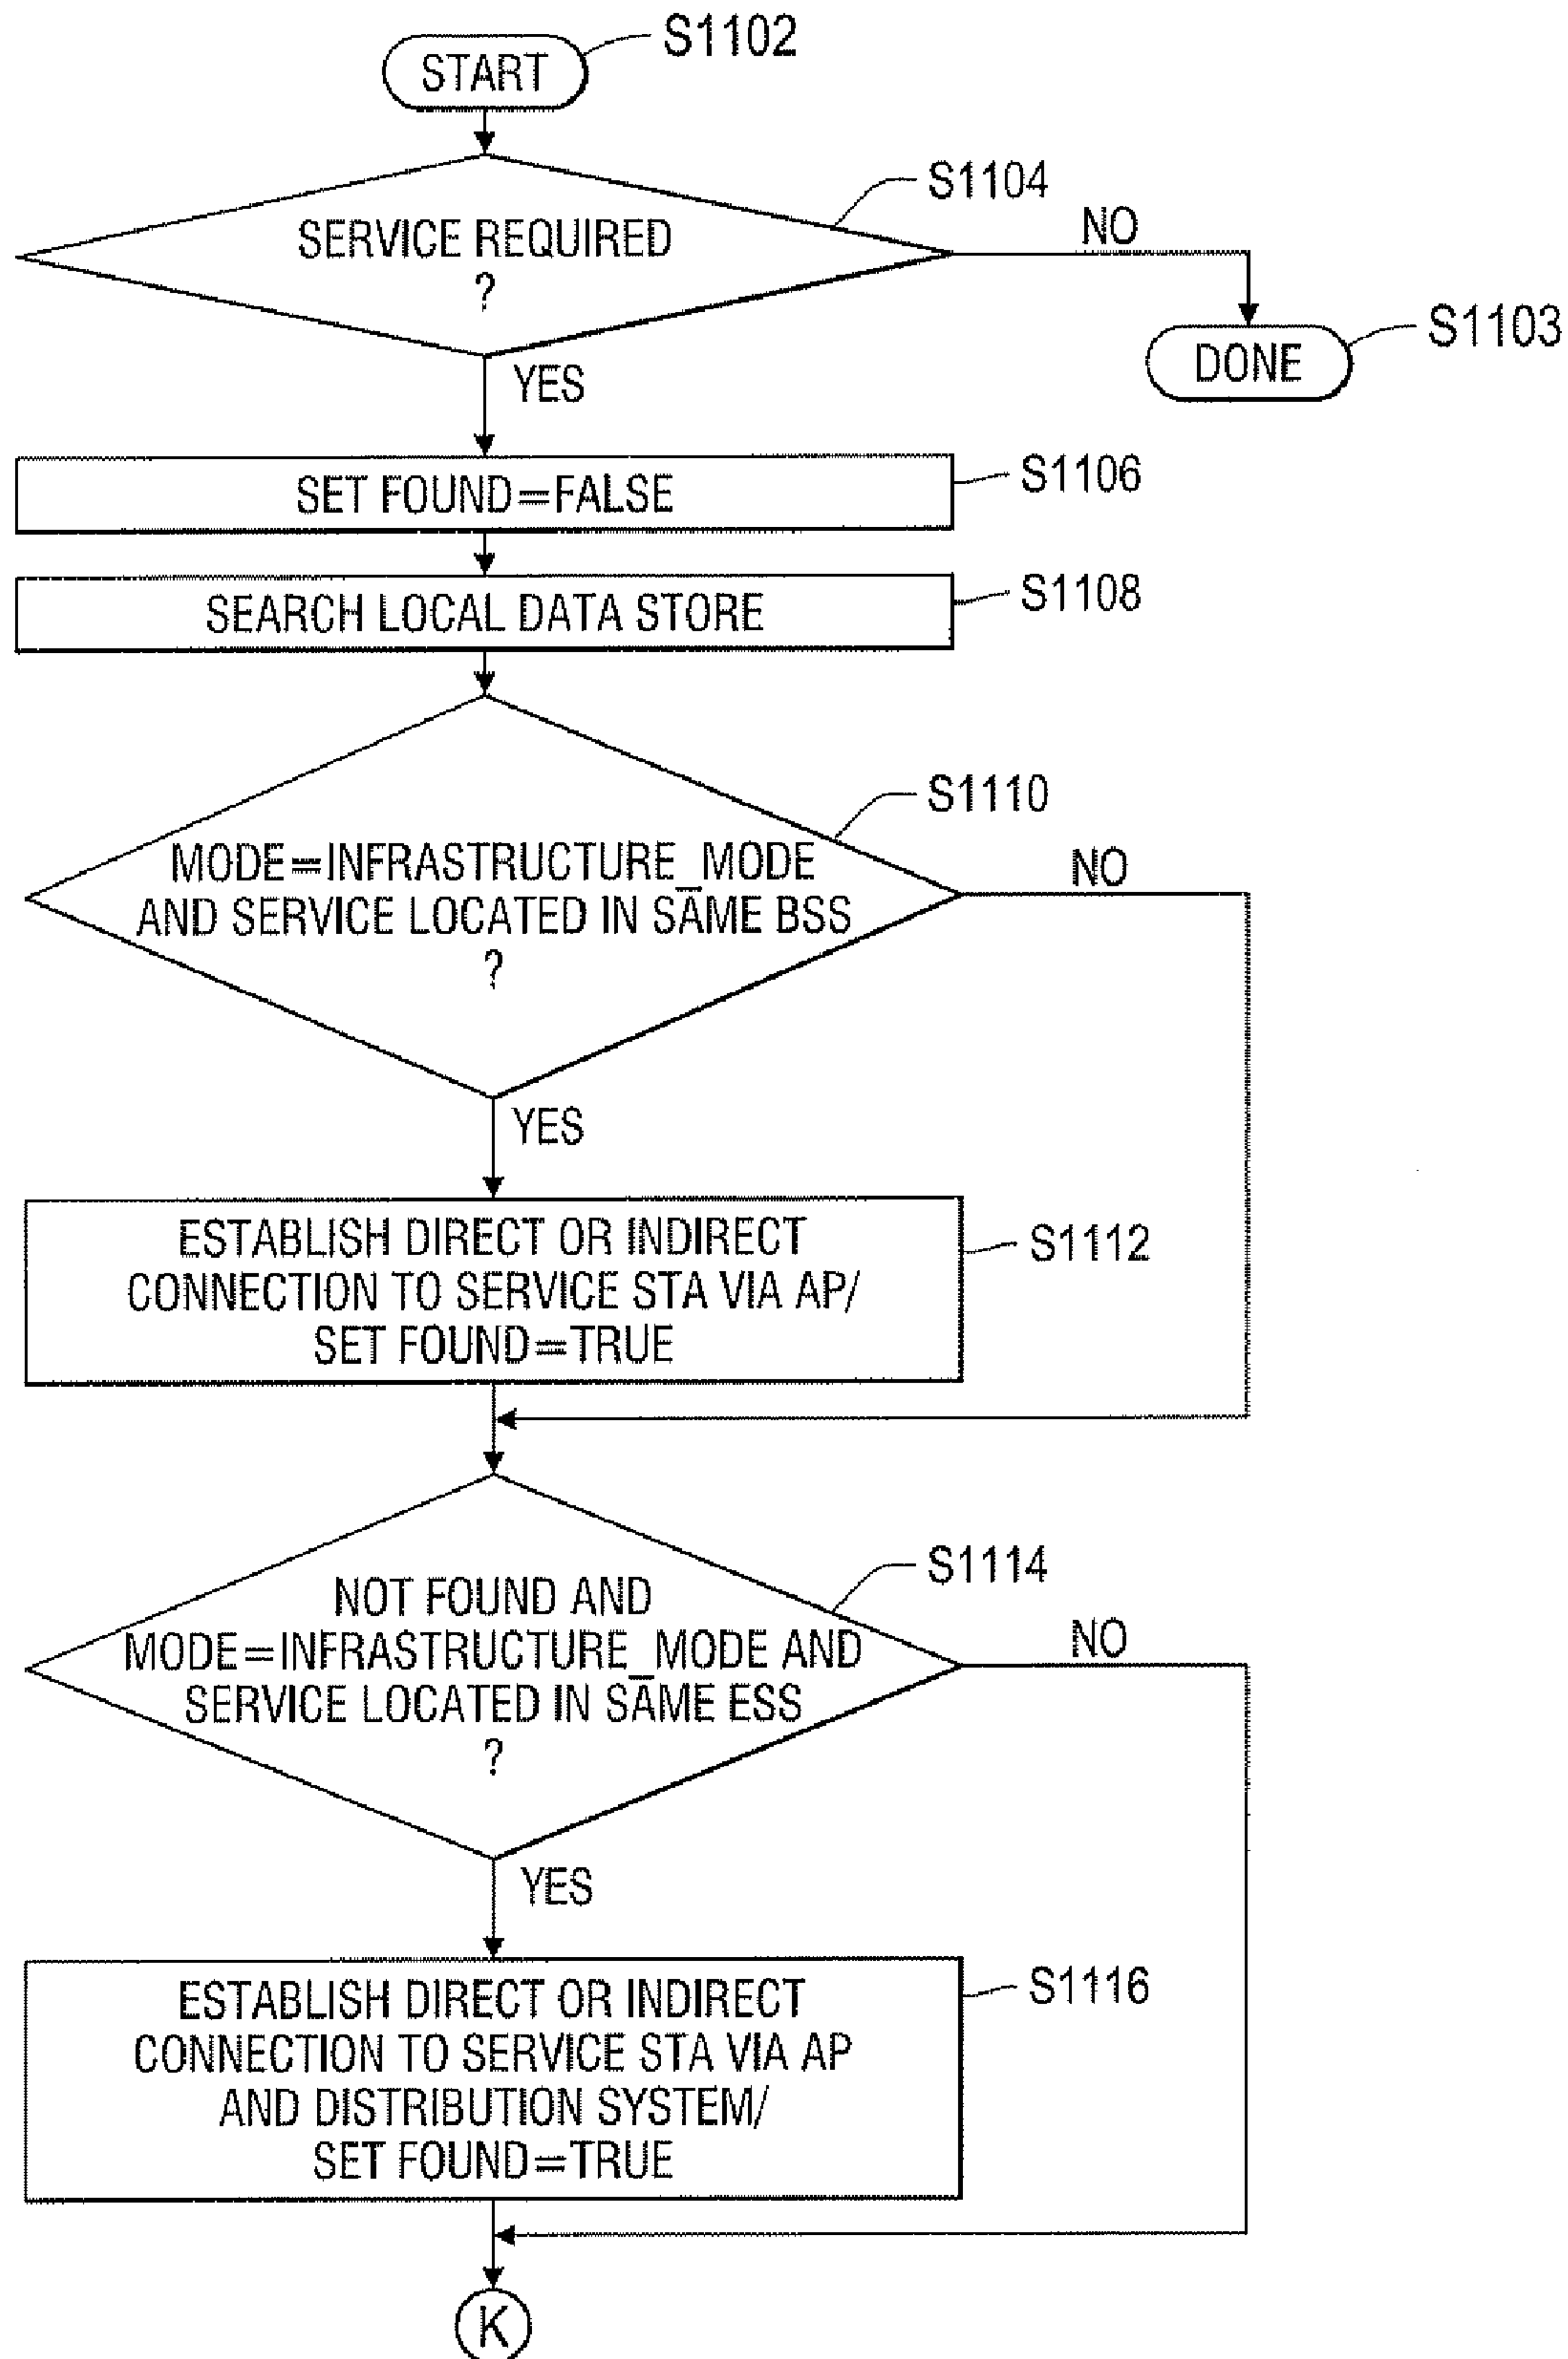 START
S1102
SERVICE REQUIRED
?
S1104
NO
DONE
S1103
YES
SET FOUND=FALSE
S1106
SEARCH LOCAL DATA STORE
S1108
MODE=INFRASTRUCTURE_MODE
AND SERVICE LOCATED IN SAME BSS
?
S1110
NO
YES
ESTABLISH DIRECT OR INDIRECT
CONNECTION TO SERVICE STA VIA AP/
SET FOUND=TRUE
S1112
NOT FOUND AND
MODE=INFRASTRUCTURE_MODE AND
SERVICE LOCATED IN SAME ESS
?
S1114
NO
YES
ESTABLISH DIRECT OR INDIRECT
CONNECTION TO SERVICE STA VIA AP
AND DISTRIBUTION SYSTEM/
SET FOUND=TRUE
S1116
K